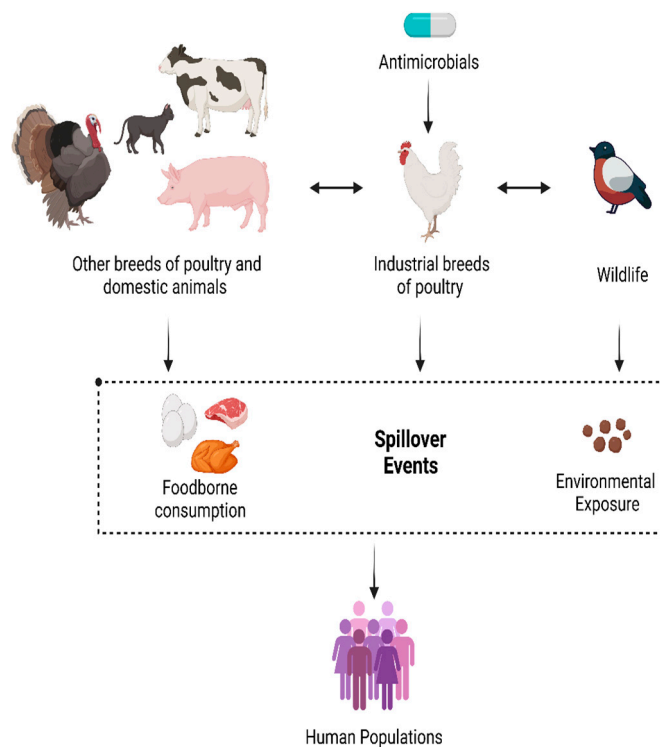 Antimicrobials
Other breeds of poultry and
domestic animals
Industrial breeds
of poultry
Wildlife
Foodborne
consumption
Spillover
Events
Environmental
Exposure
Human Populations